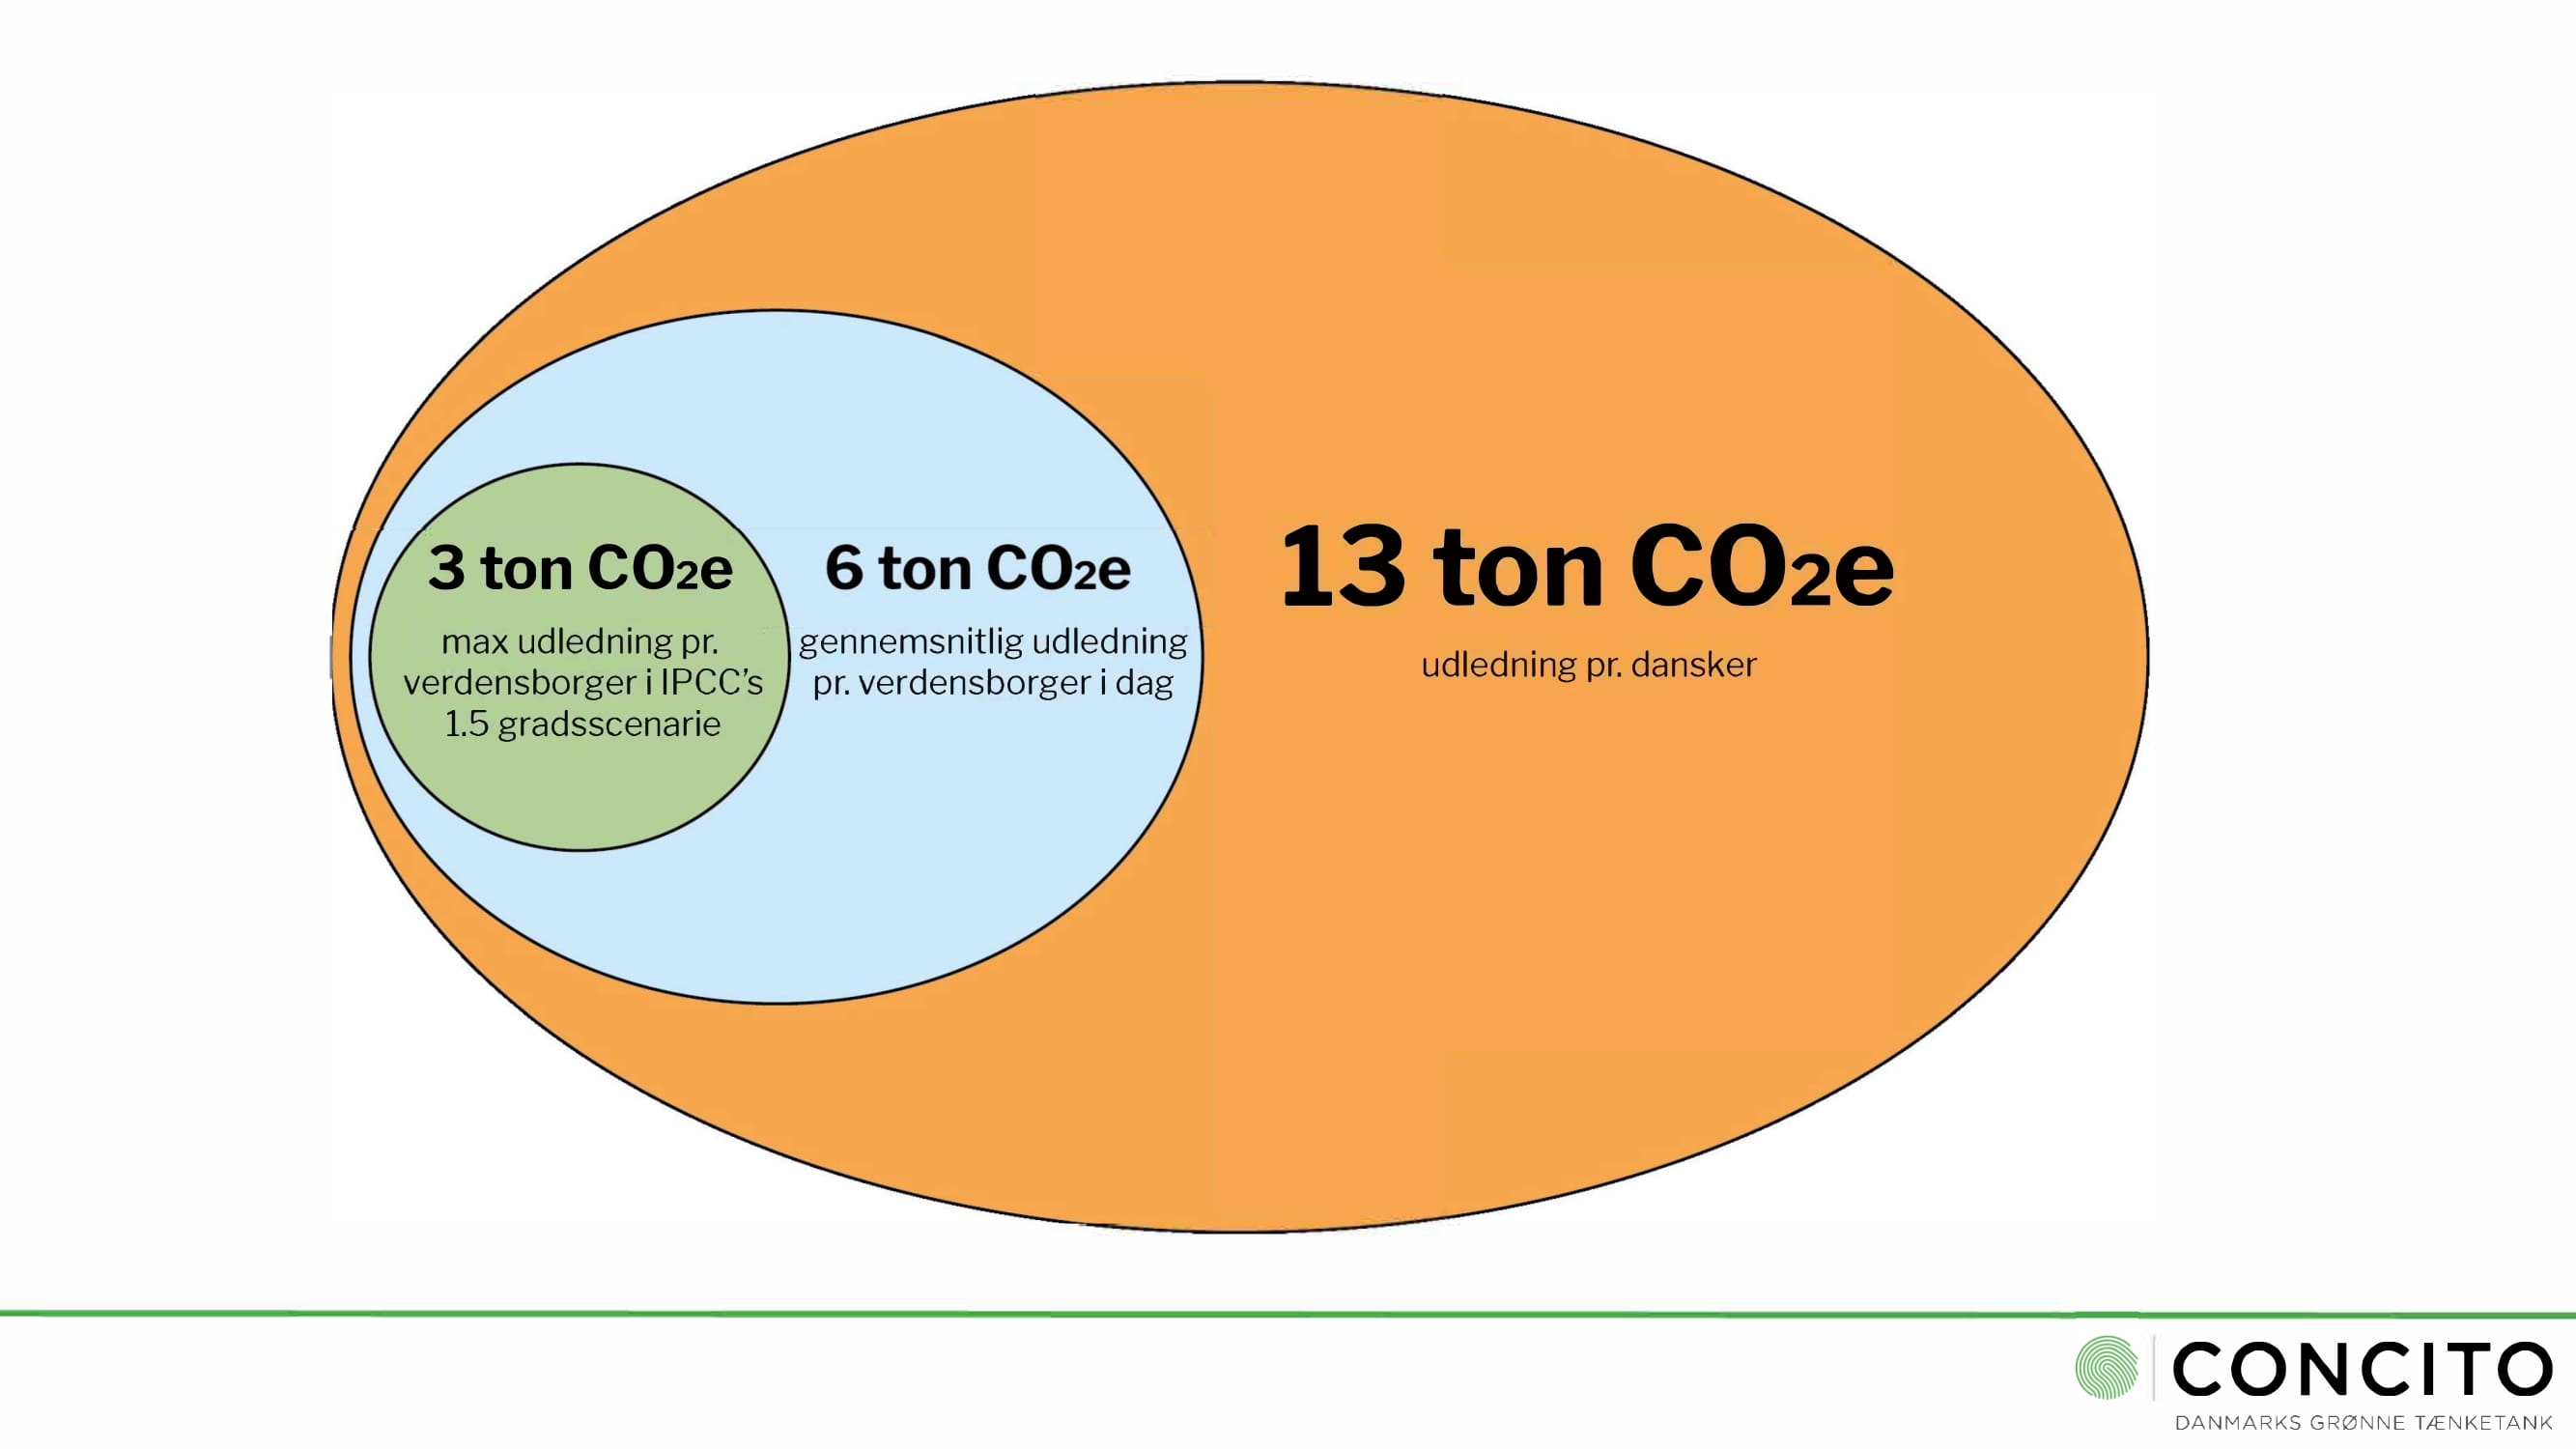 3 ton CO2e
max udledning pr.
verdensborger i IPCC's
1.5 gradsscenarie
6 ton CO2e
gennemsnitlig udledning
pr. verdensborger i dag
13 ton CO2e
udledning pr. dansker
CONCITO
DANMARKS GRØNNE TÆNKETANK